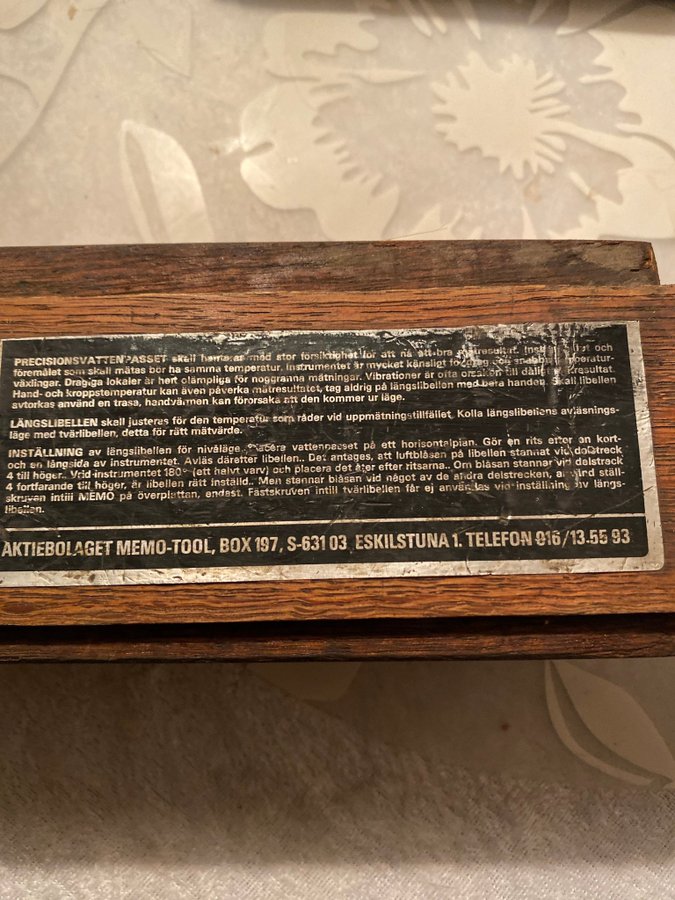 PRECISIONSVATTENPASSET skall hanteras med stor försiktighet för att nå ett bra mätresultat. och
föremålet som skall mätas bör ha samma temperatur. Instrumentet är mycket känsligt för drag och snabba temperatur-
växlingar. Dragiga lokaler är helt olämpliga för noggranna mätningar. Vibrationer är ofta orsaken till dåligt mätresultat.
Hand- och kroppstemperatur kan även påverka mätresultatet, tag aldrig på längslibellen med bara handen. Skall libellen
avtorkas använd en trasa, handvärmen kan förorsaka att den kommer ur läge.
LÄNGSLIBELLEN skall justeras för den temperatur som råder vid uppmätningstillfället. Kolla längslibellens avläsnings-
läge med tvärlibellen, detta för rätt mätvärde.
INSTÄLLNING av längslibellen för nivåläge. Placera vattenpasset på ett horisontalplan. Gör en rits efter en kort-
och en långsida av instrumentet. Avläs därefter libellen. Det antages, att luftblåsan på libellen stannat vid delstreck
4 till höger. Vrid instrumentet 180° (ett halvt varv) och placera det åter efter ritsarna. Om blåsan stannar vid delstreck
4 fortfarande till höger, är libellen rätt inställd. Men stannar blåsan vid något av de andra delstrecken, använd ställ-
skruven intill MEMO på överplattan, endast. Fästskruven intill tvärlibellen får ej användas vid inställning av längs-
libellen.
AKTIEBOLAGET MEMO-TOOL, BOX 197, S-631 03 ESKILSTUNA 1. TELEFON 016/13.55 93